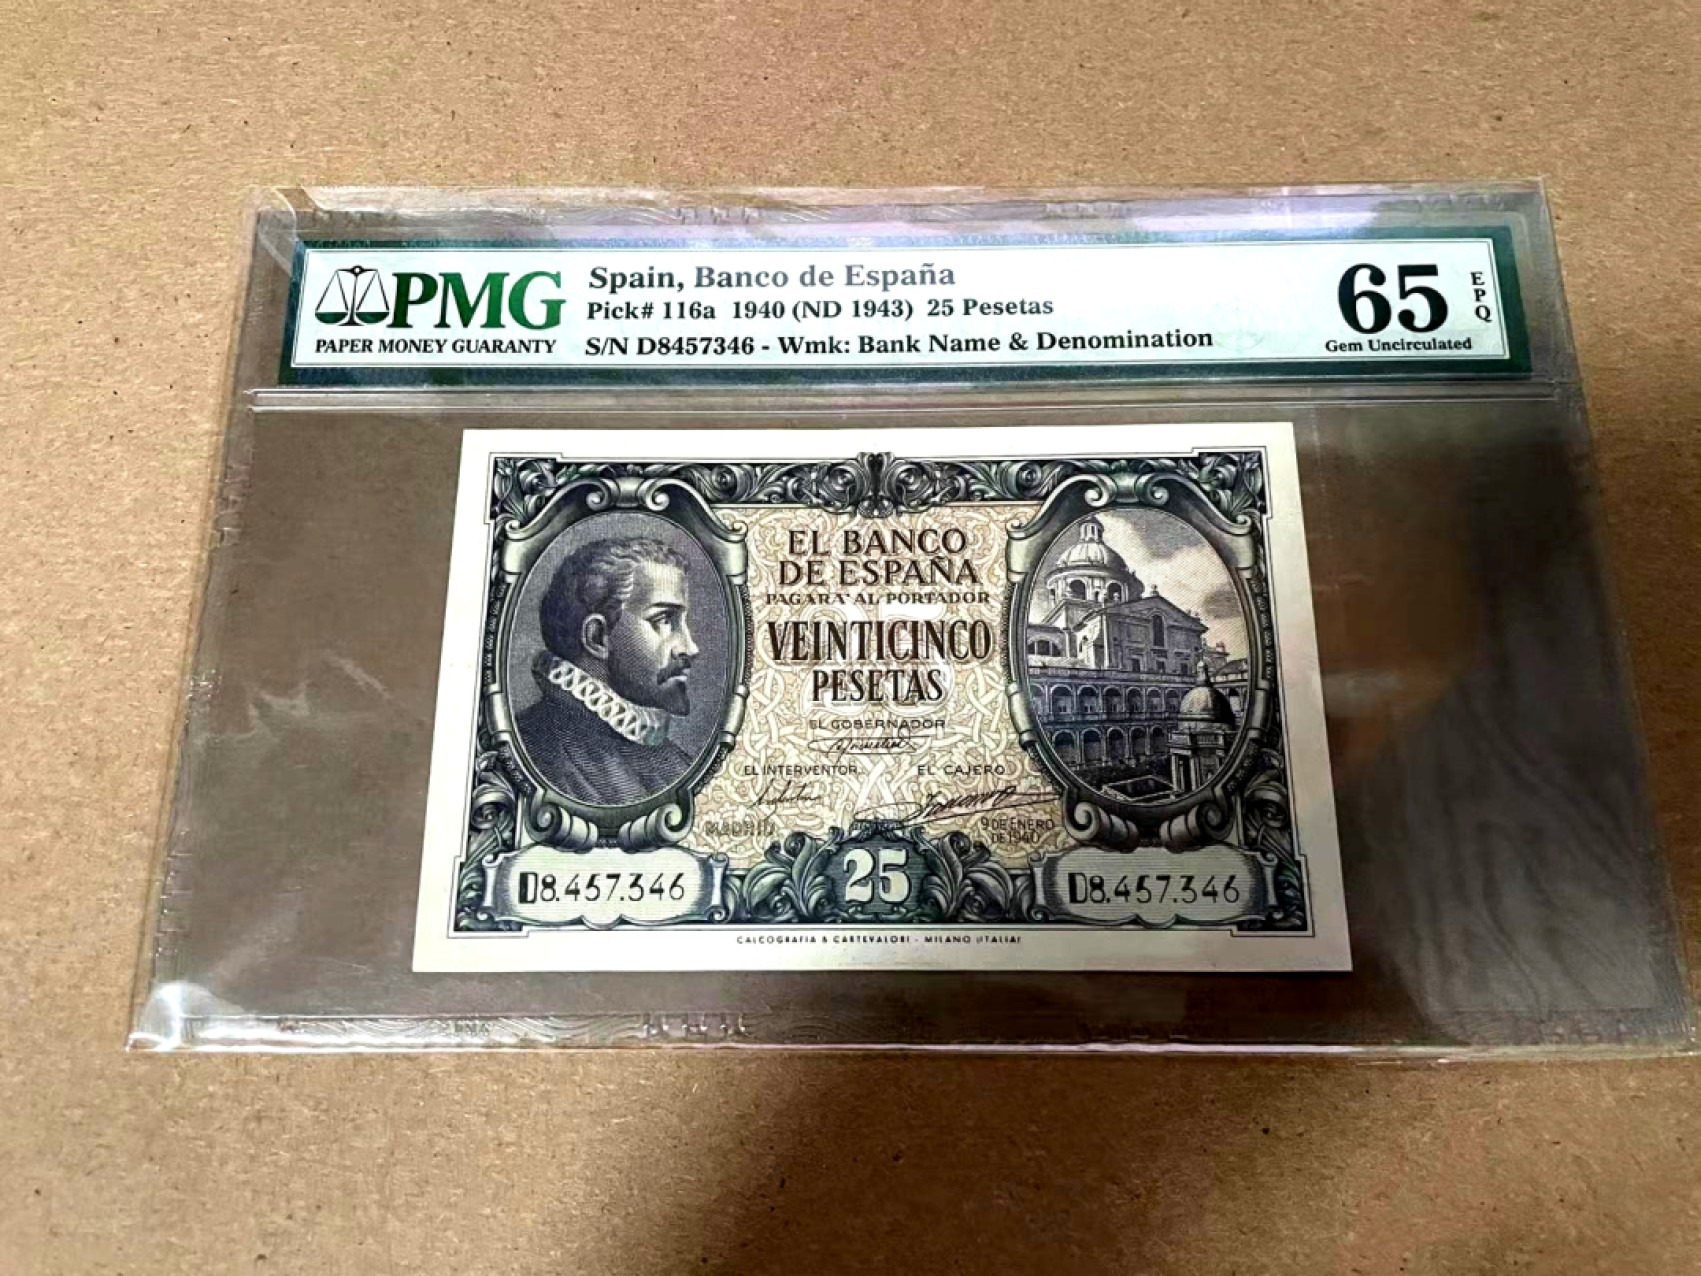 PMG
PAPER MONEY GUARANTY
Spain, Banco de España
Pick# 116a 1940 (ND 1943) 25 Pesetas
S/N D8457346 - Wmk: Bank Name & Denomination
65
EPQ
Gem Uncirculated
EL BANCO
DE ESPAÑA
PAGARA AL PORTADOR
VEINTICINCO
PESETAS
EL GOBERNADOR
EL INTERVENTOR EL CAJERO
MADRID
9 DE ENERO
DE 1940
25
D8.457.346
D8.457.346
CALCOGRAFIA & CARTEVALORI - MILANO (ITALIA)